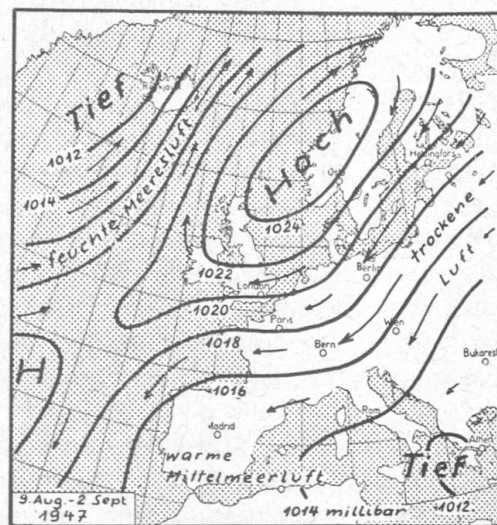 Tief
1012
1014
feuchte Meeresluft
Hoch
1024
Helsingfors
Oslo
trockene
Luft
1022
London
Berlin
1020
Paris
1018
Bern
Wien
H
1016
Bukarest
Madrid
Rom
warme
Mittelmeerluft
Tief
Athen
1014 millibar
1012
9. Aug.-2 Sept
1947